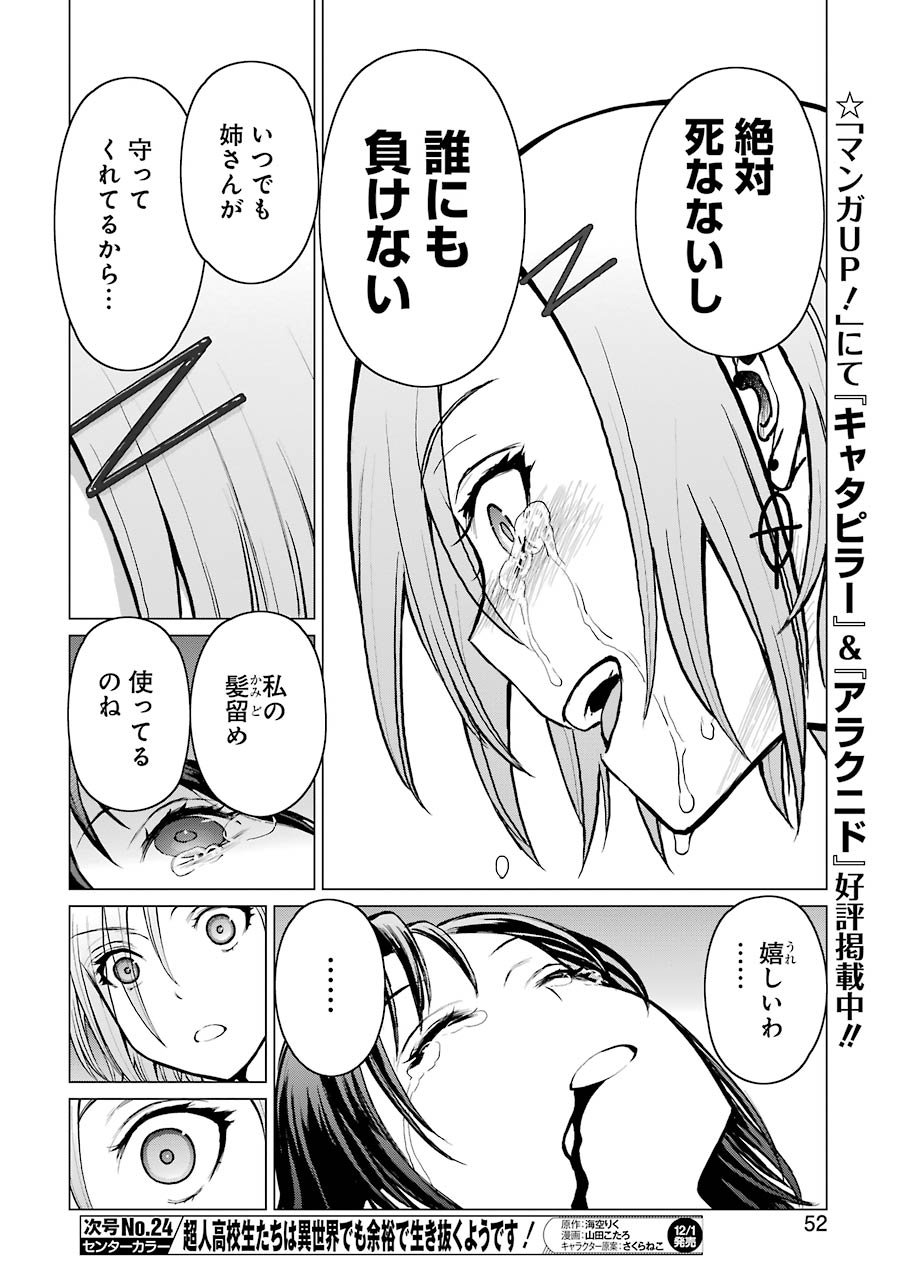 ☆「マンガUP!」にて『キャタピラー』&『アラクニド』好評掲載中!!
絶対
死なないし
誰にも
負けない
いつでも
姉さんが
守って
くれてるから…
私の
髪留め
かみど
使ってる
のね
嬉しいわ
うれ
……
……
52
次号No.24
センターカラー
超人高校生たちは異世界でも余裕で生き抜くようです!
原作:海空りく
漫画:山田こたろ
キャラクター原案:さくらねこ
12/1
発売